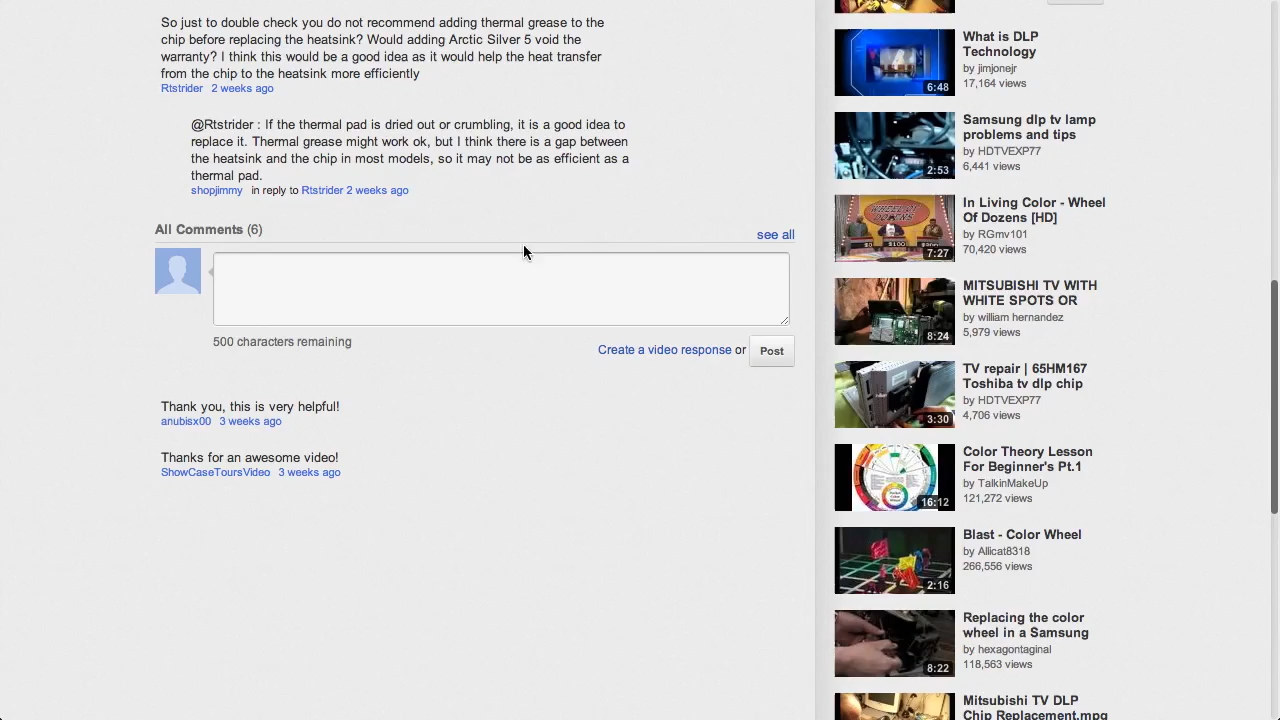 So just to double check you do not recommend adding thermal grease to the
chip before replacing the heatsink? Would adding Arctic Silver 5 void the
warranty? I think this would be a good idea as it would help the heat transfer
from the chip to the heatsink more efficiently
Rtstrider 2 weeks ago
@Rtstrider : If the thermal pad is dried out or crumbling, it is a good idea to
replace it. Thermal grease might work ok, but I think there is a gap between
the heatsink and the chip in most models, so it may not be as efficient as a
thermal pad.
shopjimmy in reply to Rtstrider 2 weeks ago
All Comments (6)
see all
500 characters remaining
Create a video response or Post
Thank you, this is very helpful!
anubisx00 3 weeks ago
Thanks for an awesome video!
ShowCaseToursVideo 3 weeks ago
What is DLP
Technology
by jimjonejr
17,164 views
6:48
Samsung dlp tv lamp
problems and tips
by HDTVEXP77
6,441 views
2:53
In Living Color - Wheel
Of Dozens [HD]
by RGmv101
70,420 views
WHEEL OF
DOZENS
$0 $100
7:27
MITSUBISHI TV WITH
WHITE SPOTS OR
by william hernandez
5,979 views
8:24
TV repair | 65HM167
Toshiba tv dlp chip
by HDTVEXP77
4,706 views
3:30
Color Theory Lesson
For Beginner's Pt.1
by TalkinMakeUp
121,272 views
16:12
Blast - Color Wheel
by Allicat8318
266,556 views
2:16
Replacing the color
wheel in a Samsung
by hexagontaginal
118,563 views
8:22
Mitsubishi TV DLP
Chip Replacement.mpg